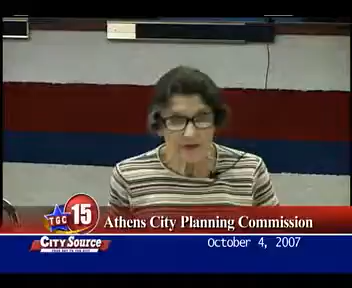 TGC 15
Athens City Planning Commission
CITY SOURCE
October 4, 2007